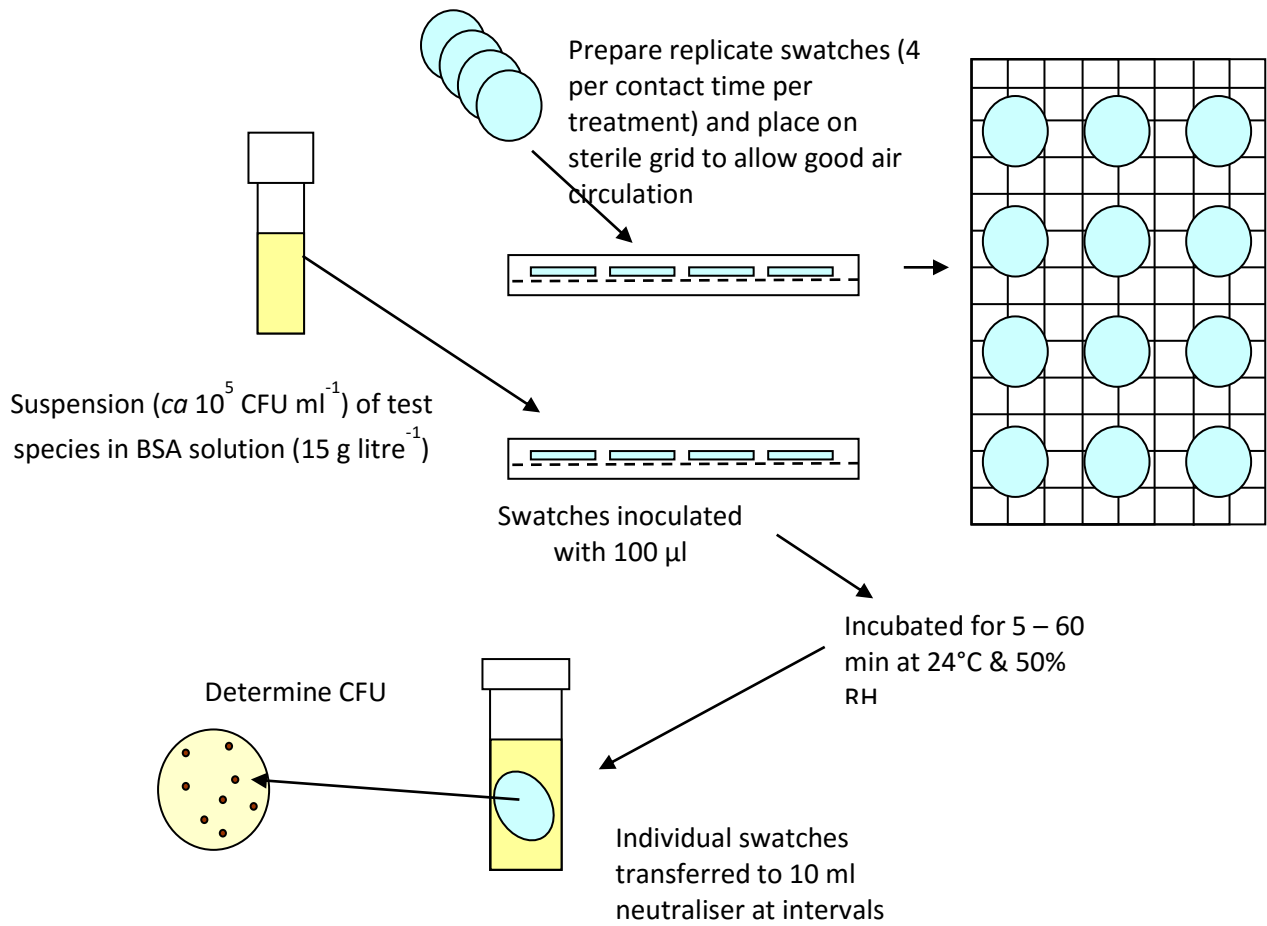 Prepare replicate swatches (4
per contact time per
treatment) and place on
sterile grid to allow good air
circulation
Suspension (ca 10⁵ CFU ml⁻¹) of test
species in BSA solution (15 g litre⁻¹)
Swatches inoculated
with 100 µl
Incubated for 5 – 60
min at 24°C & 50%
RH
Individual swatches
transferred to 10 ml
neutraliser at intervals
Determine CFU